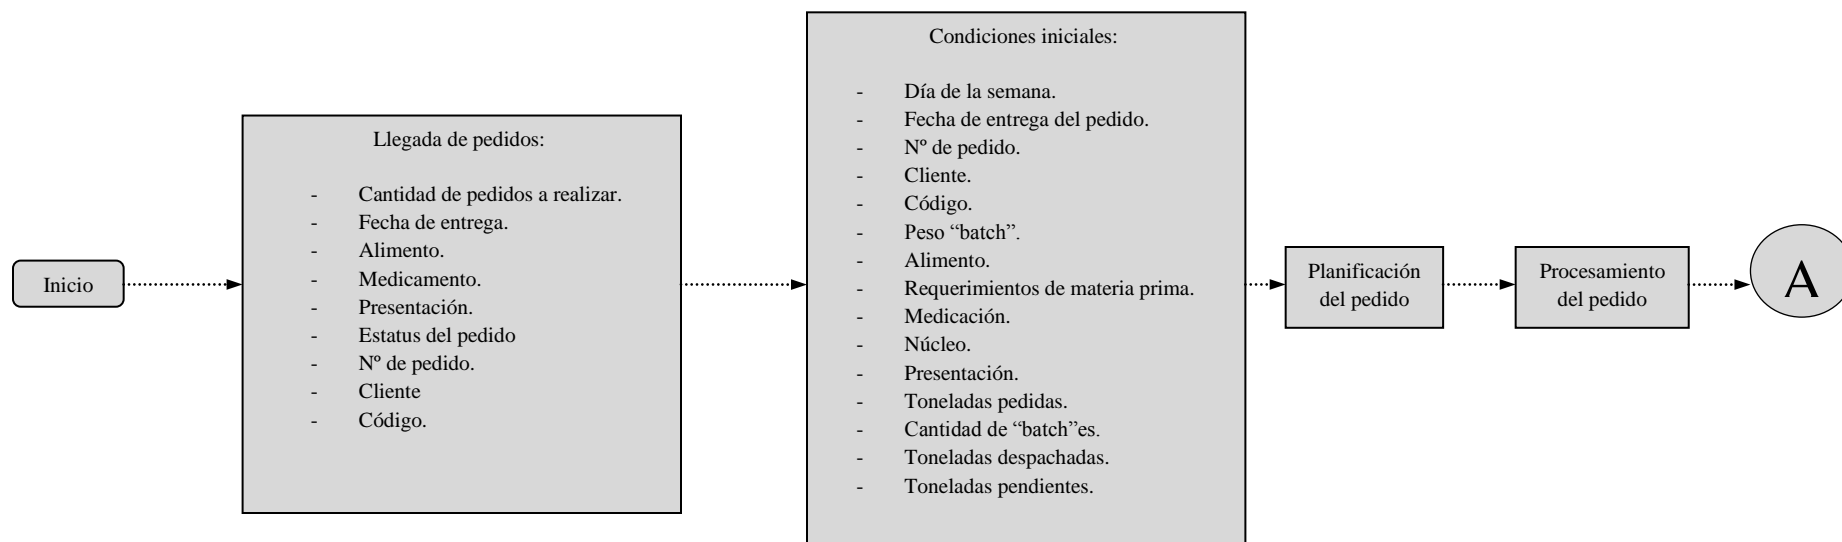 Inicio
Llegada de pedidos:
- Cantidad de pedidos a realizar.
- Fecha de entrega.
- Alimento.
- Medicamento.
- Presentación.
- Estatus del pedido
- Nº de pedido.
- Cliente
- Código.
Condiciones iniciales:
- Día de la semana.
- Fecha de entrega del pedido.
- Nº de pedido.
- Cliente.
- Código.
- Peso “batch”.
- Alimento.
- Requerimientos de materia prima.
- Medicación.
- Núcleo.
- Presentación.
- Toneladas pedidas.
- Cantidad de “batch”es.
- Toneladas despachadas.
- Toneladas pendientes.
Planificación
del pedido
Procesamiento
del pedido
A